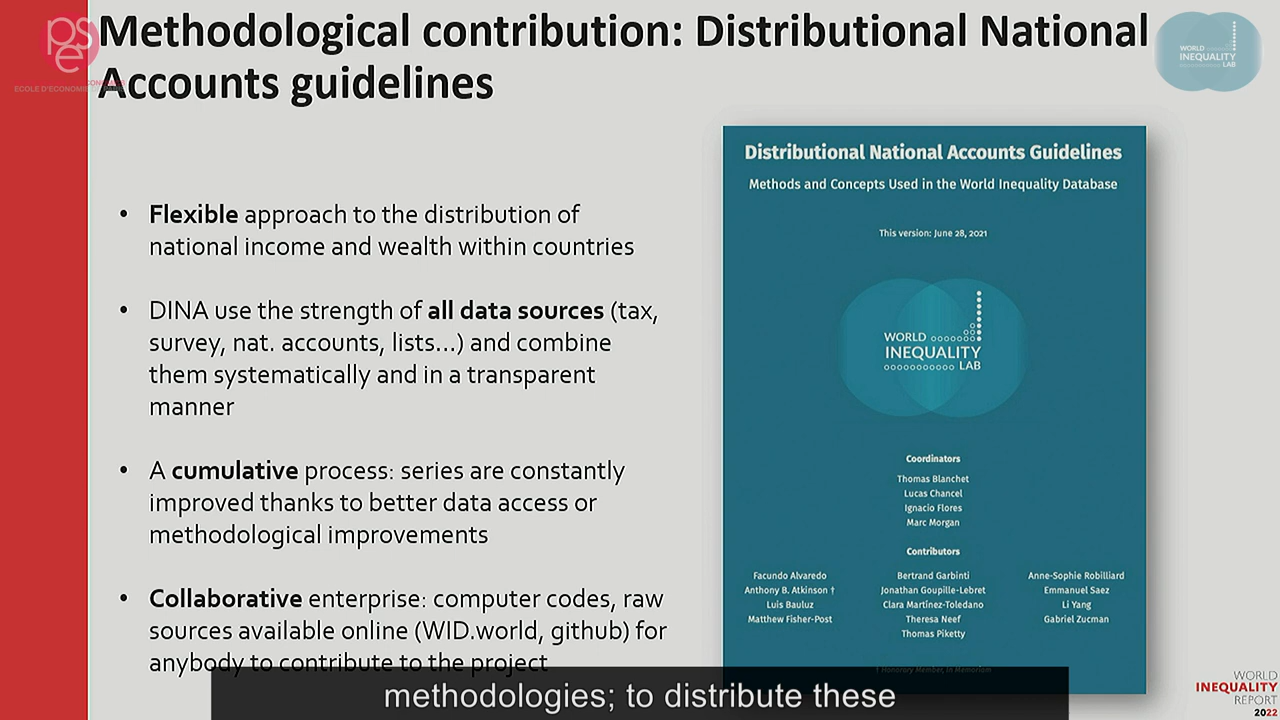 pse
ECOLE D'ECONOMIE
Methodological contribution: Distributional National
Accounts guidelines
WORLD
INEQUALITY
LAB
• Flexible approach to the distribution of
national income and wealth within countries
• DINA use the strength of all data sources (tax,
survey, nat. accounts, lists...) and combine
them systematically and in a transparent
manner
• A cumulative process: series are constantly
improved thanks to better data access or
methodological improvements
• Collaborative enterprise: computer codes, raw
sources available online (WID.world, github) for
anybody to contribute to the project
Distributional National Accounts Guidelines
Methods and Concepts Used in the World Inequality Database
This version: June 28, 2021
WORLD
INEQUALITY
LAB
Coordinators
Thomas Blanchet
Lucas Chancel
Ignacio Flores
Marc Morgan
Contributors
Facundo Alvaredo
Anthony B. Atkinson †
Luis Bauluz
Matthew Fisher-Post
Bertrand Garbinti
Jonathan Goupille-Lebret
Clara Martínez-Toledano
Theresa Neef
Thomas Piketty
Anne-Sophie Robilliard
Emmanuel Saez
Li Yang
Gabriel Zucman
† Honorary Member, In Memoriam
methodologies; to distribute these
WORLD
INEQUALITY
REPORT
2022